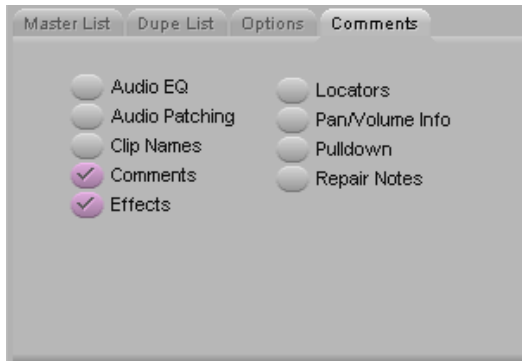 Master List Dupe List Options Comments
Audio EQ
Audio Patching
Clip Names
Comments
Effects
Locators
Pan/Volume Info
Pulldown
Repair Notes